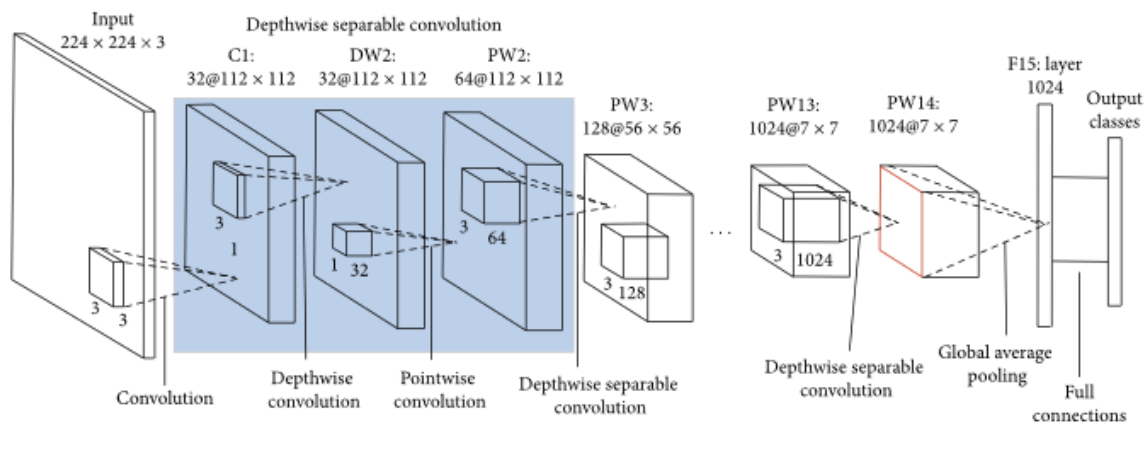 Input
224 × 224 × 3
Depthwise separable convolution
C1:
32@112 × 112
DW2:
32@112 × 112
PW2:
64@112 × 112
PW3:
128@56 × 56
PW13:
1024@7 × 7
PW14:
1024@7 × 7
F15: layer
1024
Output
classes
3
3
3
1
1
32
3
64
3
128
...
3
1024
Convolution
Depthwise
convolution
Pointwise
convolution
Depthwise separable
convolution
Depthwise separable
convolution
Global average
pooling
Full
connections